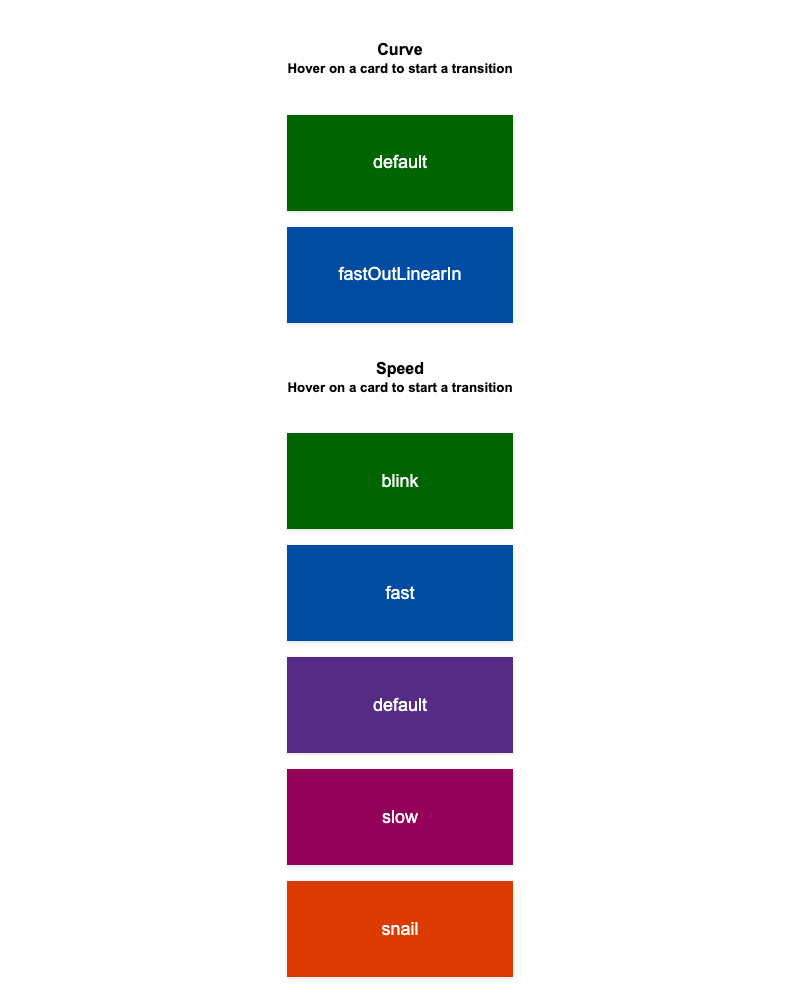 Curve
Hover on a card to start a transition
default
fastOutLinearIn
Speed
Hover on a card to start a transition
blink
fast
default
slow
snail